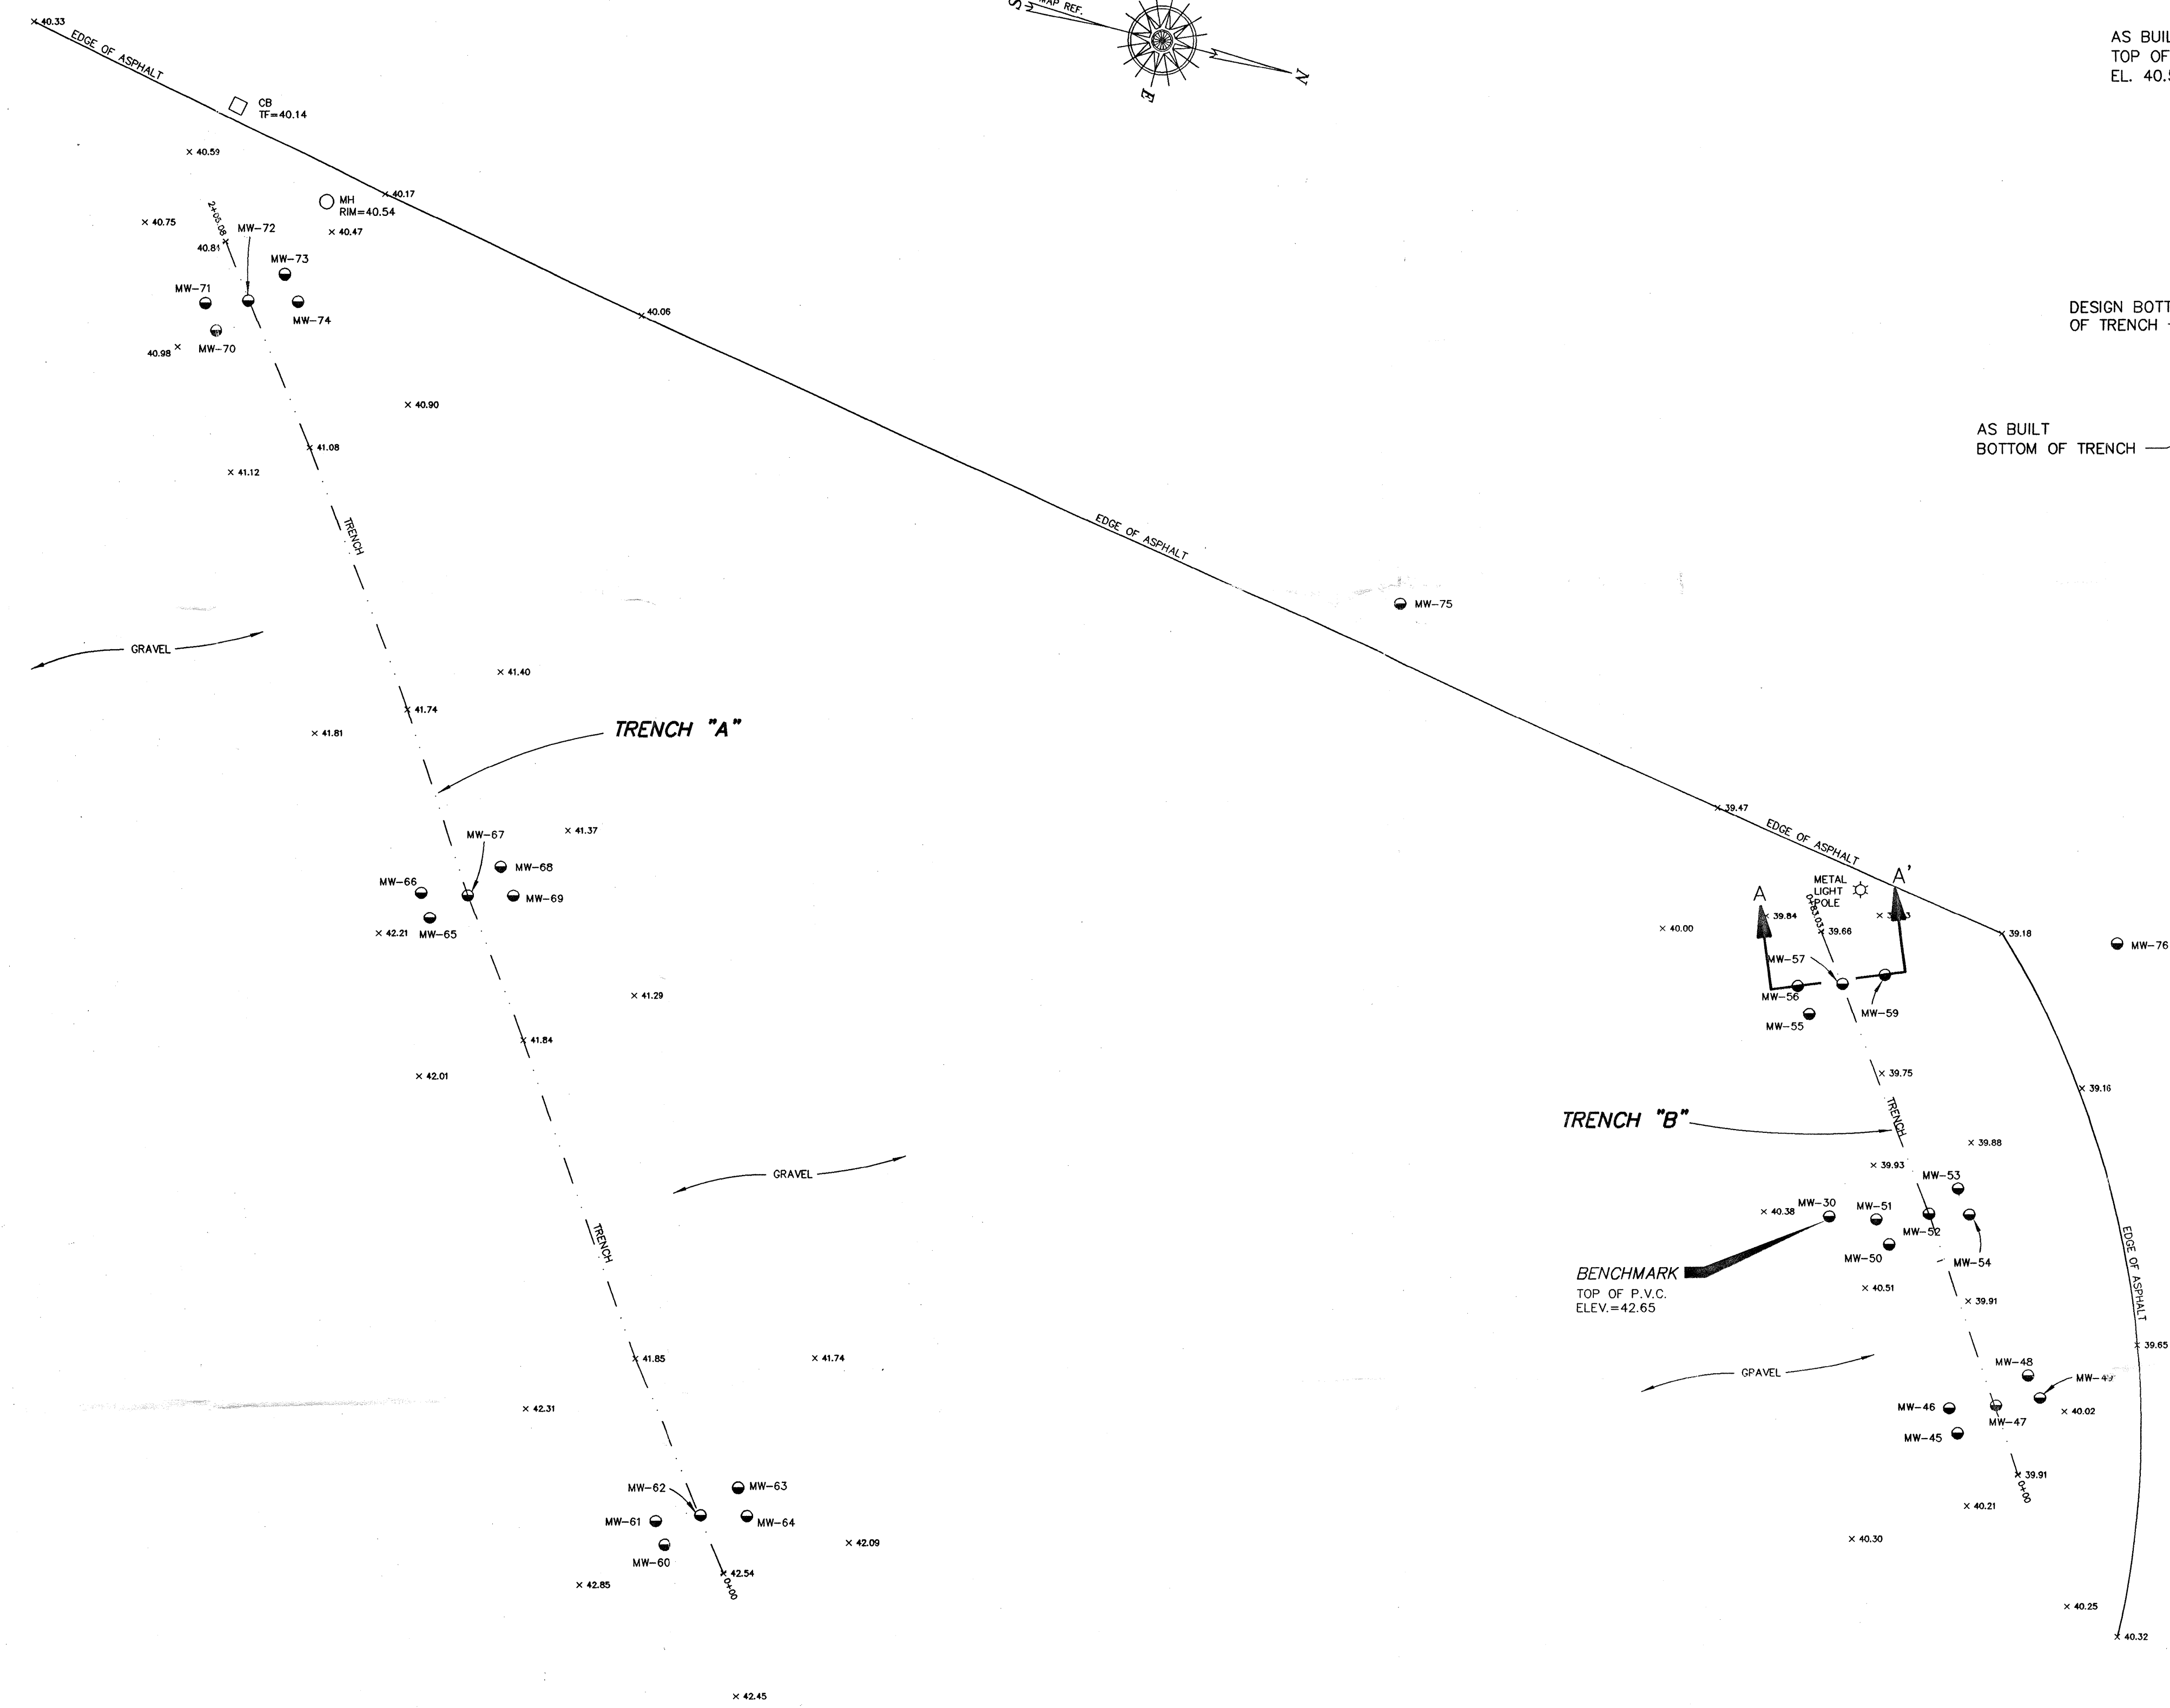 40.33
EDGE OF ASPHALT
S
MAP REF.
N
E
AS BUIL
TOP OF
EL. 40.5
CB
TF=40.14
40.59
40.17
MH
RIM=40.54
40.75
2+05.08
MW-72
40.47
40.81
MW-73
MW-71
MW-74
40.98
MW-70
40.06
DESIGN BOTT
OF TRENCH
40.90
AS BUILT
BOTTOM OF TRENCH
41.08
41.12
TRENCH
EDGE OF ASPHALT
MW-75
GRAVEL
41.40
41.74
TRENCH "A"
41.81
39.47
EDGE OF ASPHALT
MW-67
41.37
MW-68
MW-66
MW-69
42.21
MW-65
METAL
LIGHT
POLE
A
A'
0+83.03
39.84
40.00
39.66
39.18
MW-76
MW-57
MW-56
MW-55
MW-59
41.29
41.84
42.01
39.75
39.16
TRENCH
TRENCH "B"
39.88
39.93
GRAVEL
MW-53
MW-30
MW-51
40.38
MW-52
MW-50
MW-54
TRENCH
EDGE OF ASPHALT
BENCHMARK
TOP OF P.V.C.
ELEV.=42.65
40.51
39.91
41.85
41.74
39.65
GRAVEL
MW-48
42.31
MW-46
MW-47
40.02
MW-45
39.91
0+00
MW-62
MW-63
MW-61
MW-64
40.21
MW-60
42.09
40.30
42.54
0+00
42.85
40.25
40.32
42.45